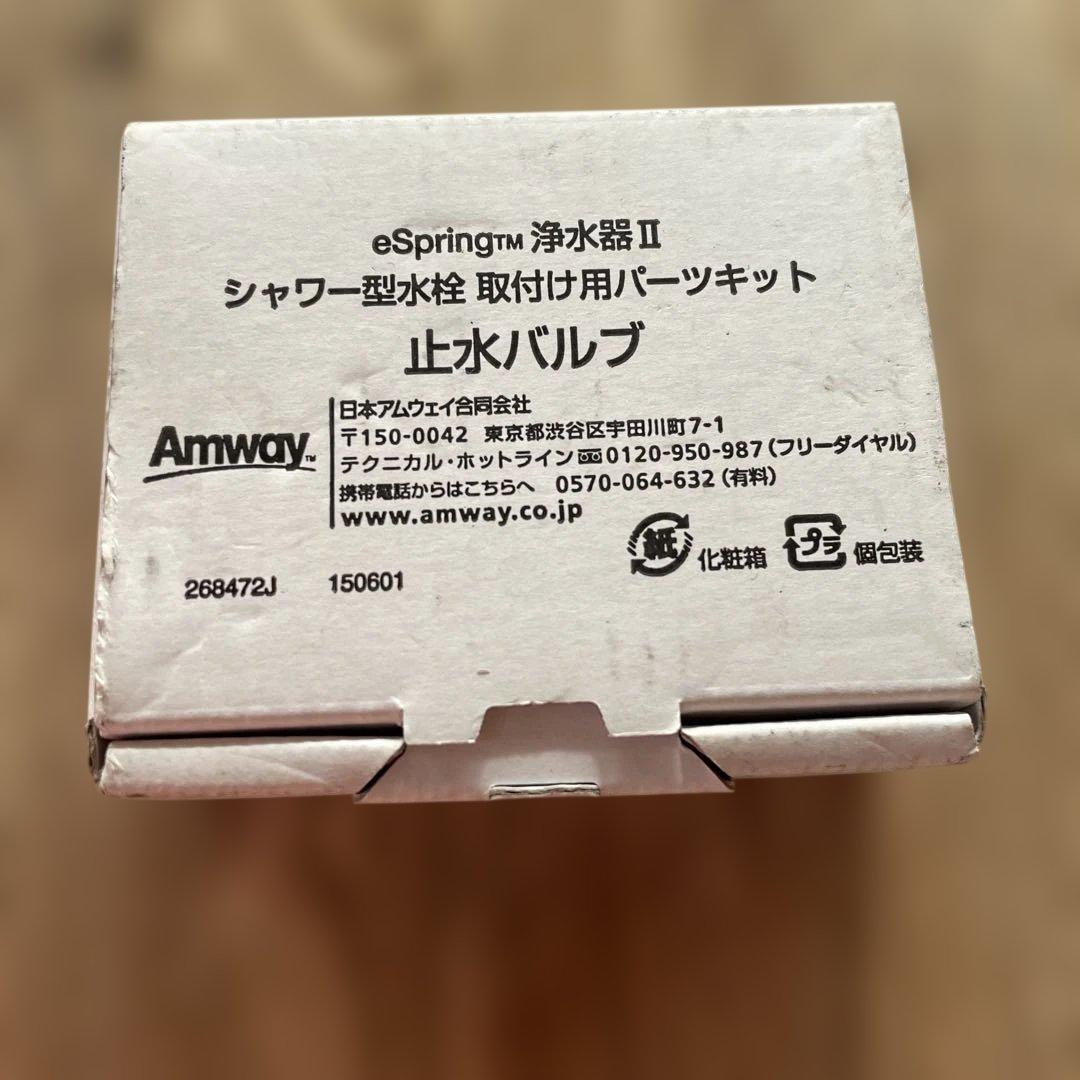 eSpring™ 浄水器Ⅱ
シャワー型水栓 取付け用パーツキット
止水バルブ
Amway™
日本アムウェイ合同会社
〒150-0042 東京都渋谷区宇田川町7-1
テクニカル・ホットライン 0120-950-987(フリーダイヤル)
携帯電話からはこちらへ 0570-064-632(有料)
www.amway.co.jp
紙 化粧箱 プラ 個包装
268472J 150601